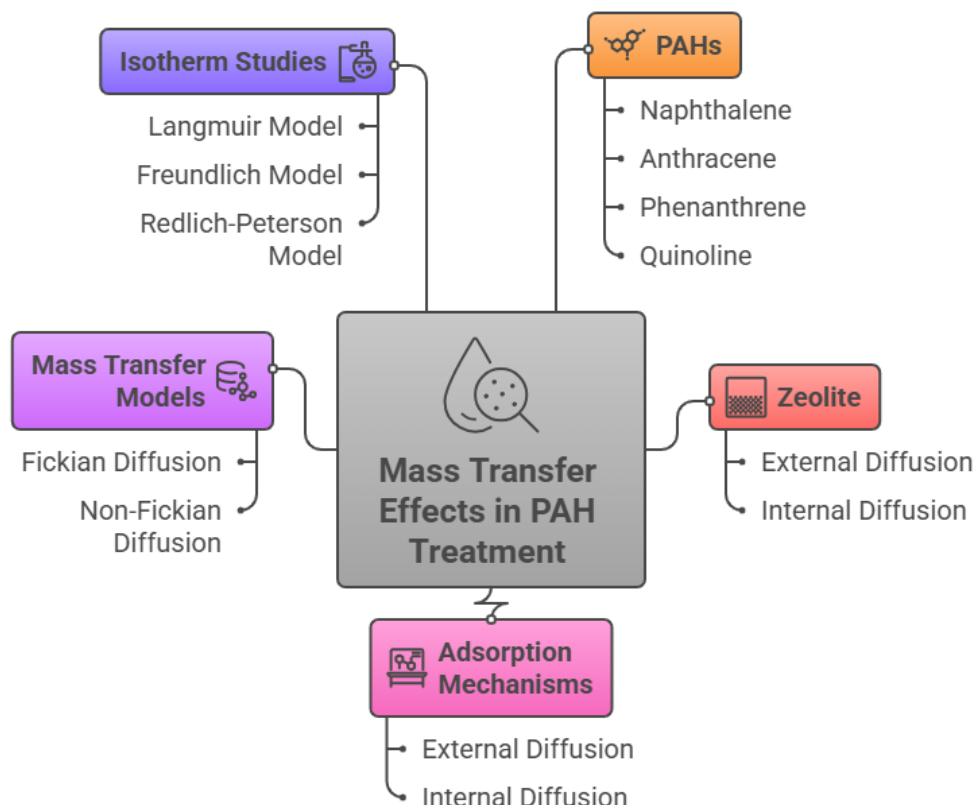 Isotherm Studies
Langmuir Model
Freundlich Model
Redlich-Peterson
Model
PAHs
Naphthalene
Anthracene
Phenanthrene
Quinoline
Mass Transfer
Models
Fickian Diffusion
Non-Fickian
Diffusion
Mass Transfer
Effects in PAH
Treatment
Zeolite
External Diffusion
Internal Diffusion
Adsorption
Mechanisms
External Diffusion
Internal Diffusion